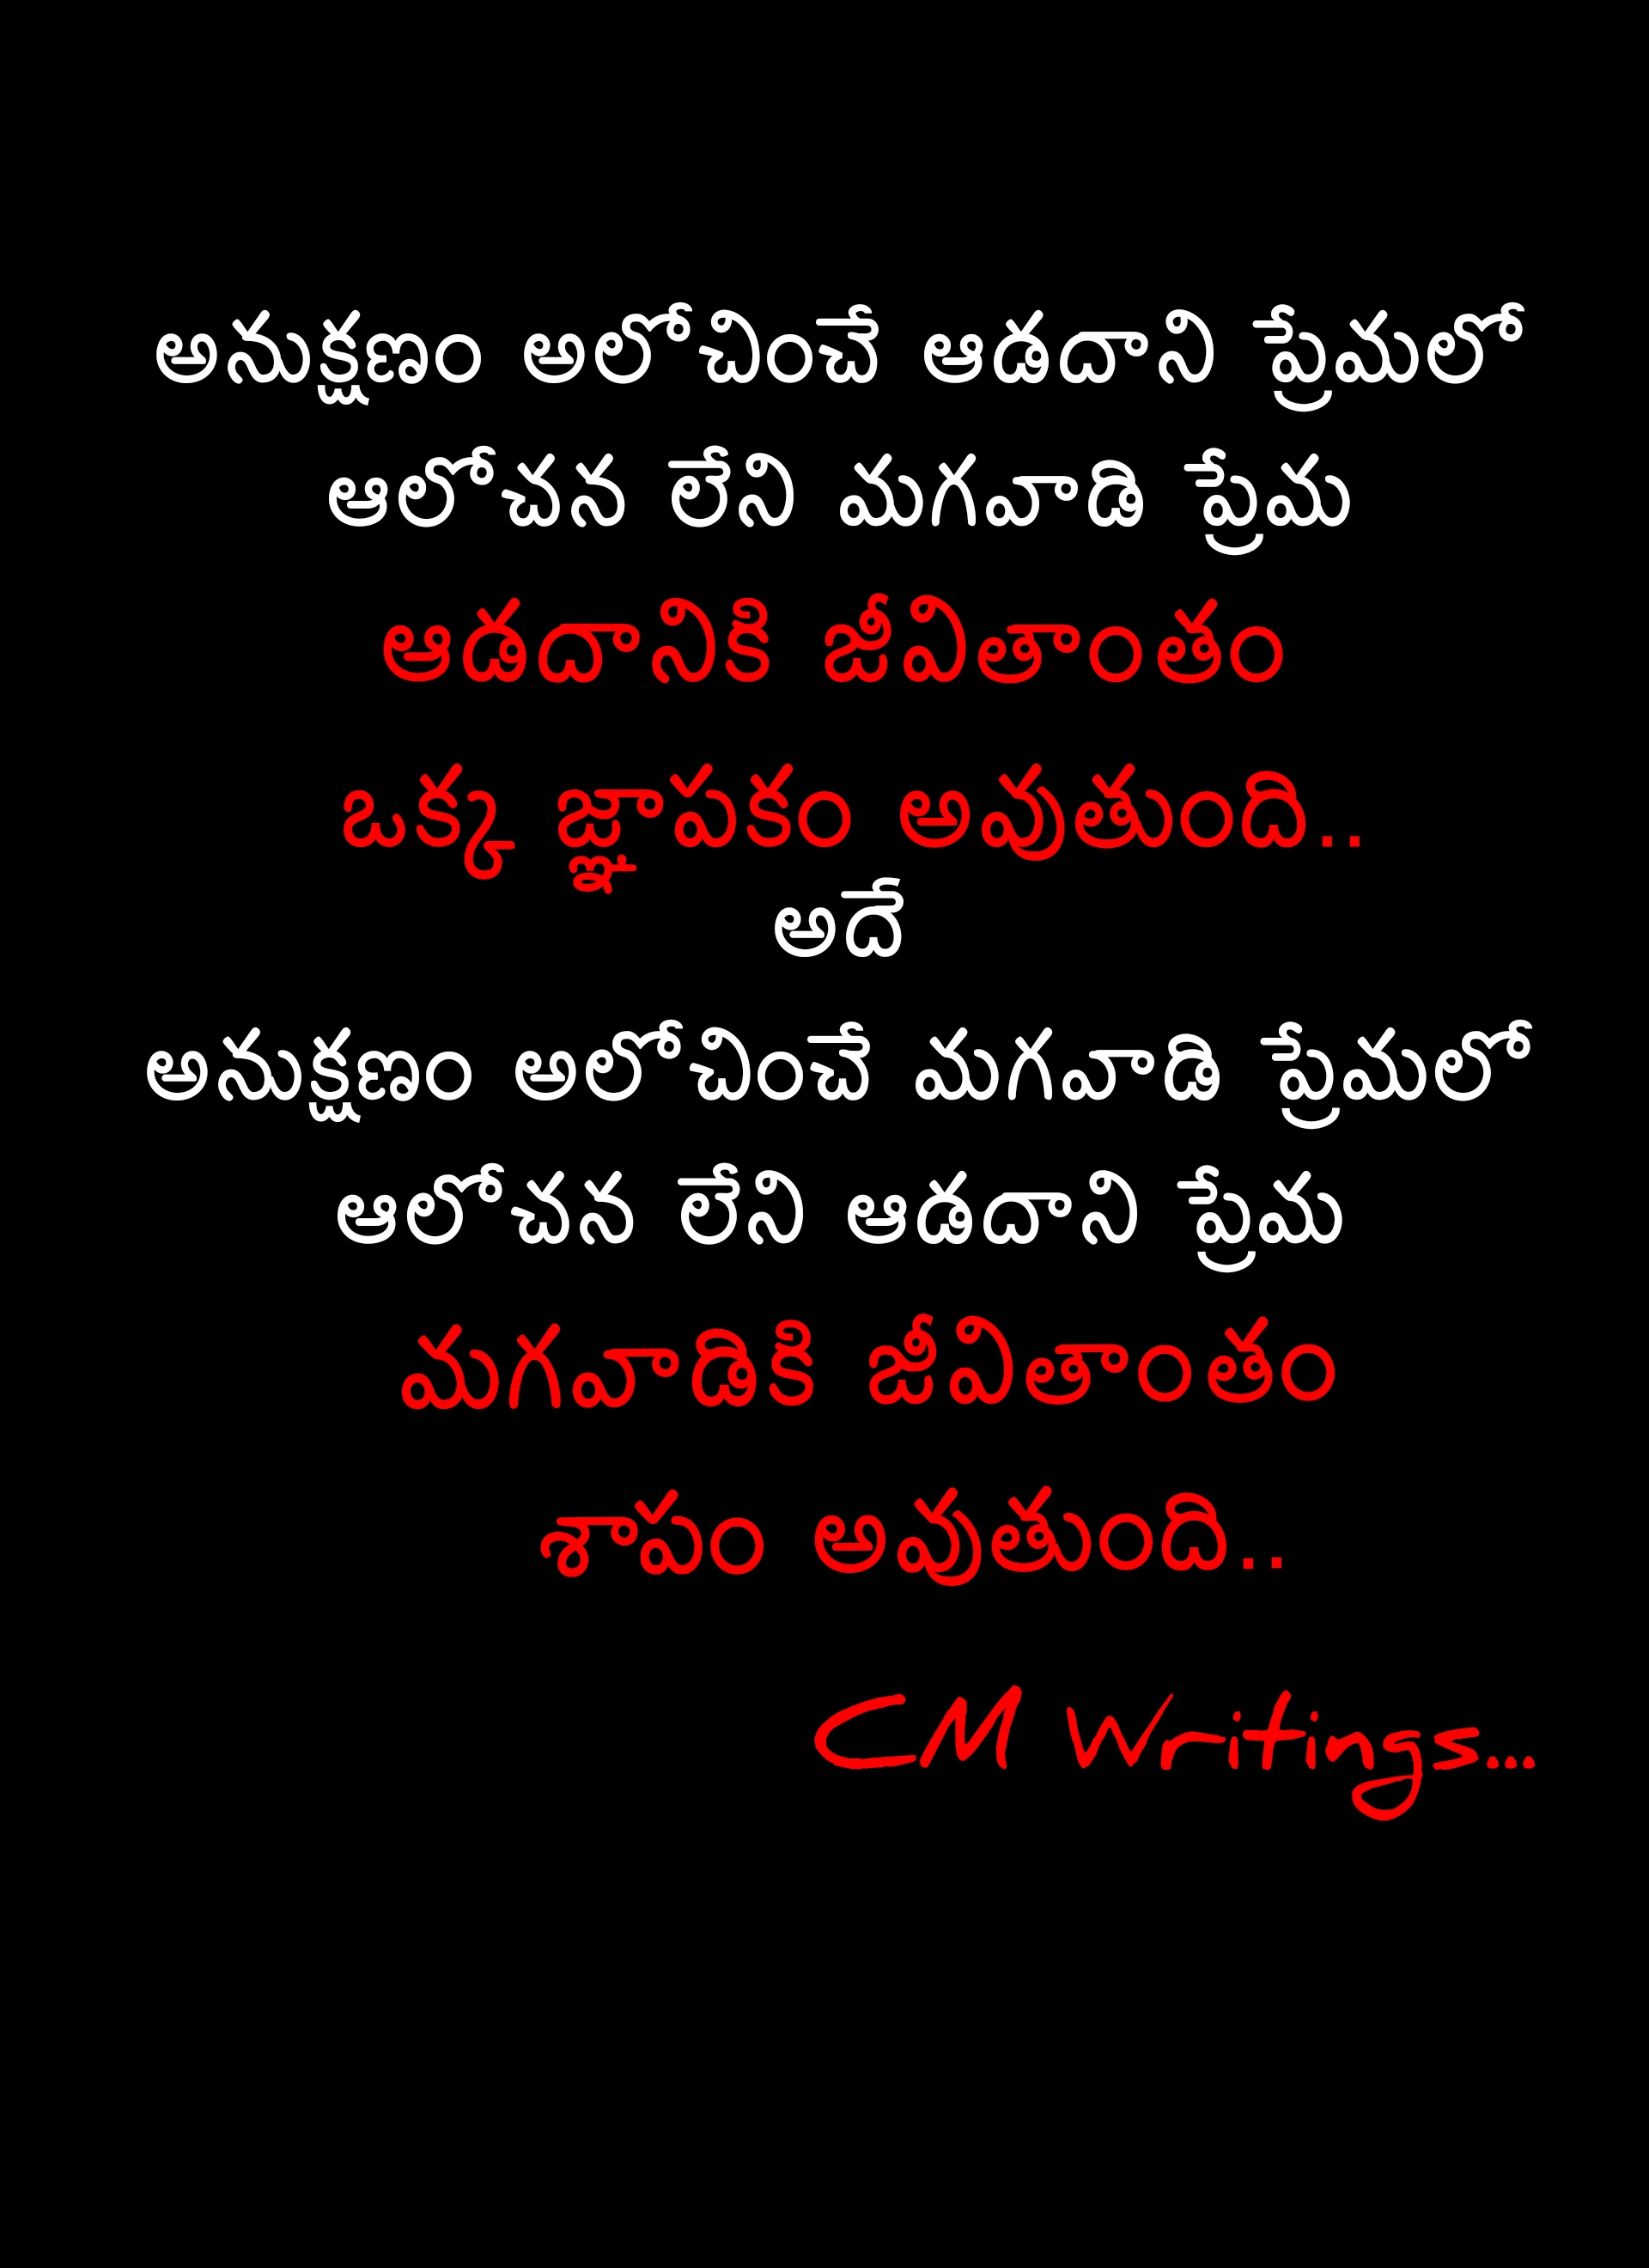 అనుక్షణం అలోచించే ఆడదాని ప్రేమలో
ఆలోచన లేని మగవాడి ప్రేమ
ఆడదానికి జీవితాంతం
ఒక్క జ్ఞాపకం అవుతుంది..
అదే
అనుక్షణం అలోచించె మగవాడి ప్రేమలో
ఆలోచన లేని ఆడదాని ప్రేమ
మగవాడికి జీవితాంతం
శాపం అవుతుంది..
CM Writings...